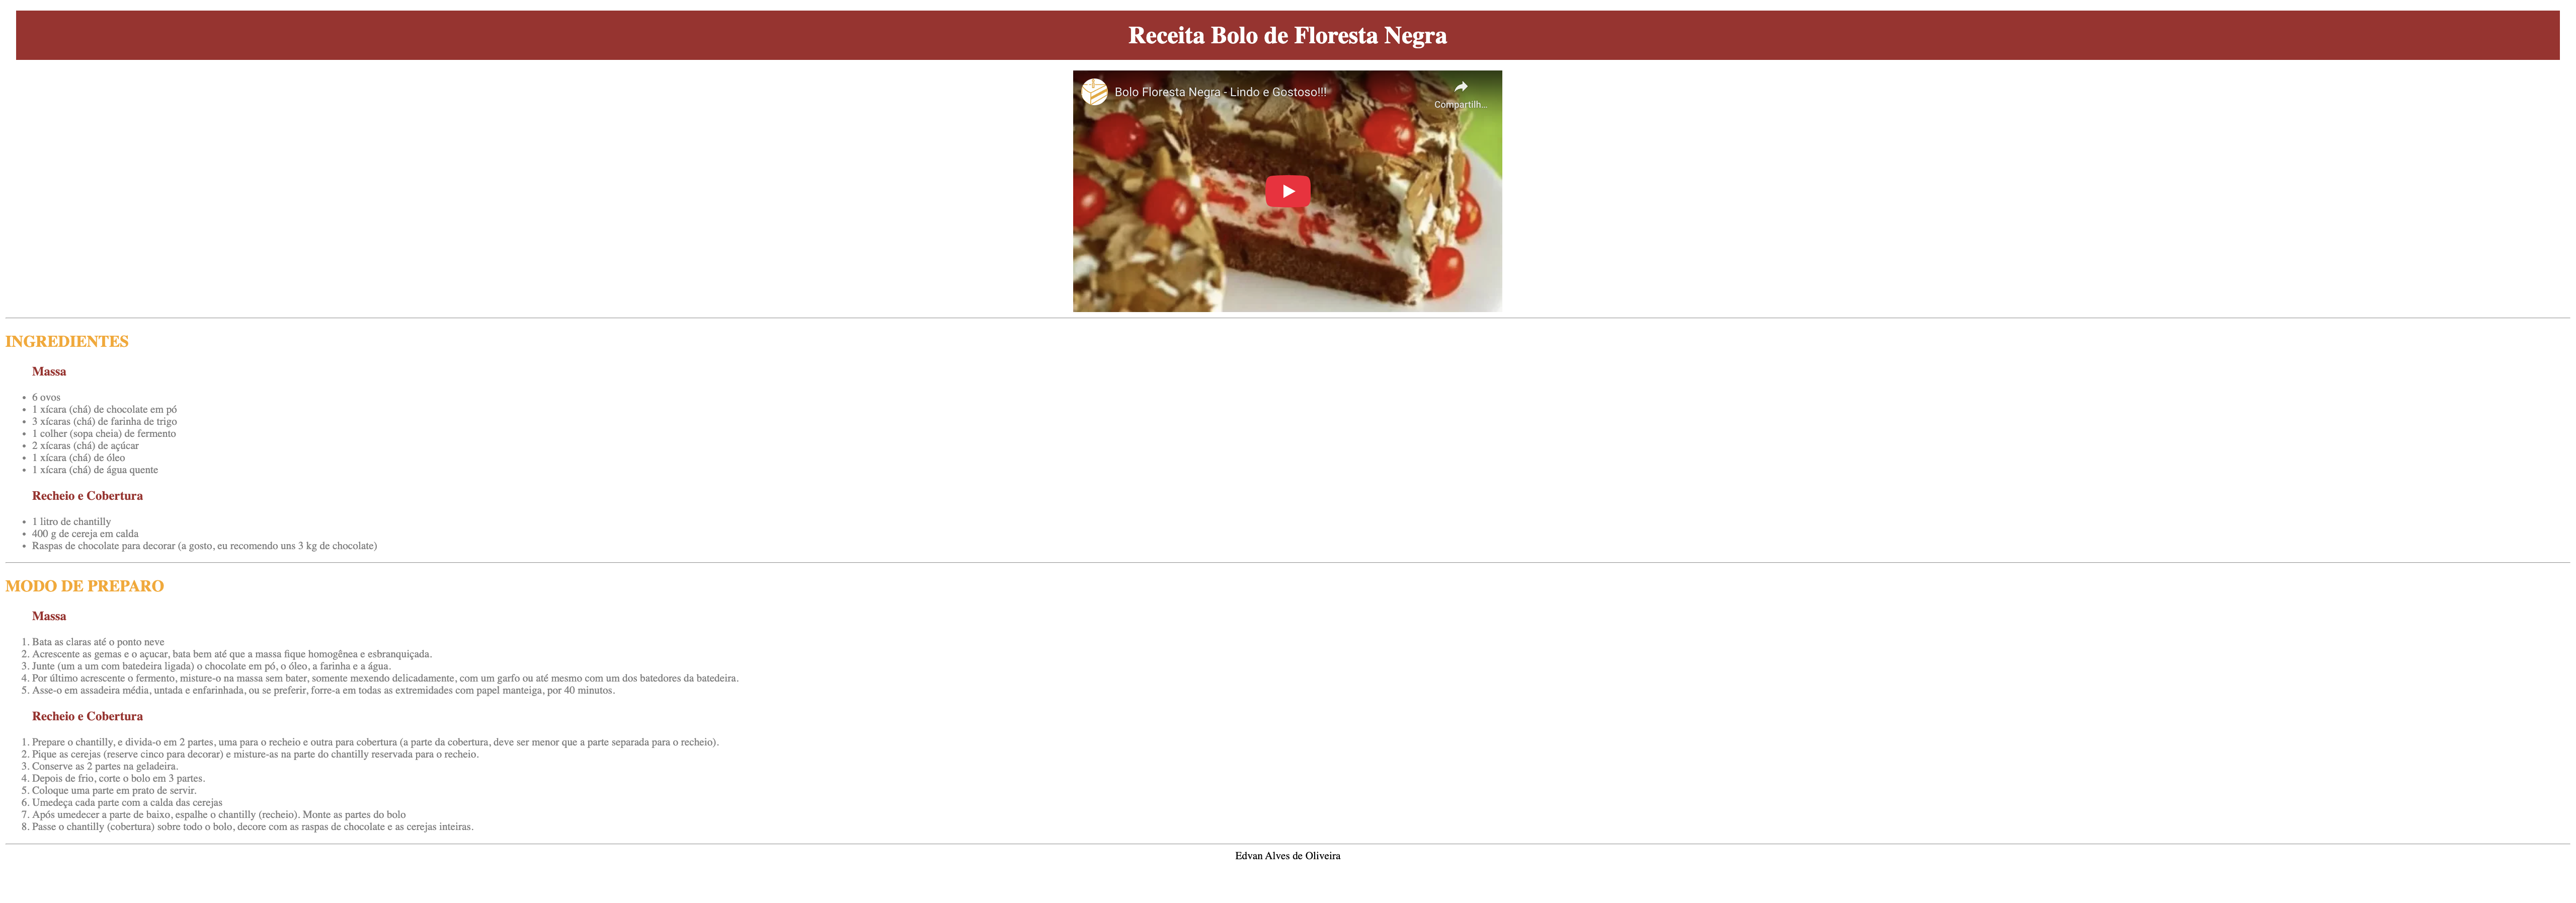 Receita Bolo de Floresta Negra
Bolo Floresta Negra - Lindo e Gostoso!!!
Compartilh...
INGREDIENTES
Massa
• 6 ovos
• 1 xícara (chá) de chocolate em pó
• 3 xícaras (chá) de farinha de trigo
• 1 colher (sopa cheia) de fermento
• 2 xícaras (chá) de açúcar
• 1 xícara (chá) de óleo
• 1 xícara (chá) de água quente
Recheio e Cobertura
• 1 litro de chantilly
• 400 g de cereja em calda
• Raspas de chocolate para decorar (a gosto, eu recomendo uns 3 kg de chocolate)
MODO DE PREPARO
Massa
1. Bata as claras até o ponto neve
2. Acrescente as gemas e o açucar, bata bem até que a massa fique homogênea e esbranquiçada.
3. Junte (um a um com batedeira ligada) o chocolate em pó, o óleo, a farinha e a água.
4. Por último acrescente o fermento, misture-o na massa sem bater, somente mexendo delicadamente, com um garfo ou até mesmo com um dos batedores da batedeira.
5. Asse-o em assadeira média, untada e enfarinhada, ou se preferir, forre-a em todas as extremidades com papel manteiga, por 40 minutos.
Recheio e Cobertura
1. Prepare o chantilly, e divida-o em 2 partes, uma para o recheio e outra para cobertura (a parte da cobertura, deve ser menor que a parte separada para o recheio).
2. Pique as cerejas (reserve cinco para decorar) e misture-as na parte do chantilly reservada para o recheio.
3. Conserve as 2 partes na geladeira.
4. Depois de frio, corte o bolo em 3 partes.
5. Coloque uma parte em prato de servir.
6. Umedeça cada parte com a calda das cerejas
7. Após umedecer a parte de baixo, espalhe o chantilly (recheio). Monte as partes do bolo
8. Passe o chantilly (cobertura) sobre todo o bolo, decore com as raspas de chocolate e as cerejas inteiras.
Edvan Alves de Oliveira